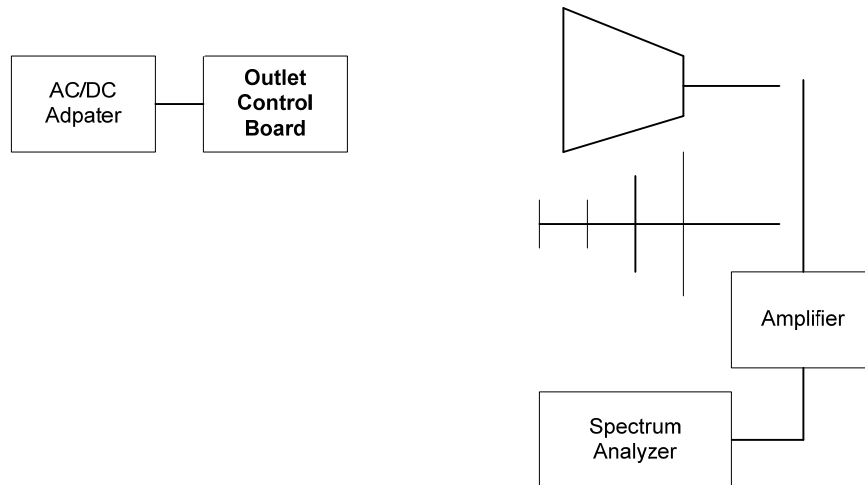 AC/DC
Adpater
Outlet
Control
Board
Amplifier
Spectrum
Analyzer